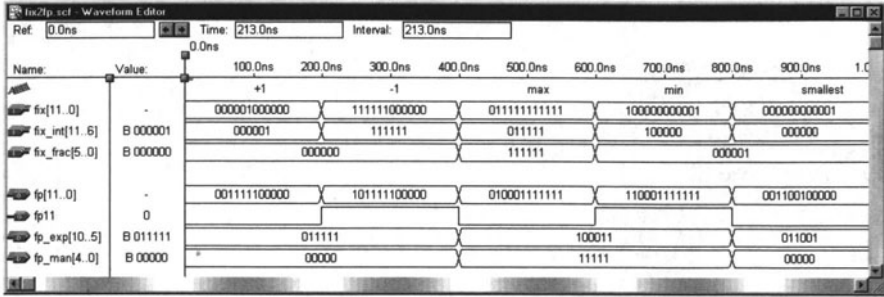 fix2fp.scf - Waveform Editor
Ref: 0.0ns Time: 213.0ns Interval: 213.0ns
0.0ns
Name: Value: 100.0ns 200.0ns 300.0ns 400.0ns 500.0ns 600.0ns 700.0ns 800.0ns 900.0ns 1.0
+1 -1 max min smallest
fix[11..0] - 000001000000 111111000000 011111111111 100000000001 000000000001
fix_int[11..6] B 000001 000001 111111 011111 100000 000000
fix_frac[5..0] B 000000 000000 111111 000001
fp[11..0] - 001111100000 101111100000 010001111111 110001111111 001100100000
fp11 0
fp_exp[10..5] B 011111 011111 100011 011001
fp_man[4..0] B 00000 00000 11111 00000